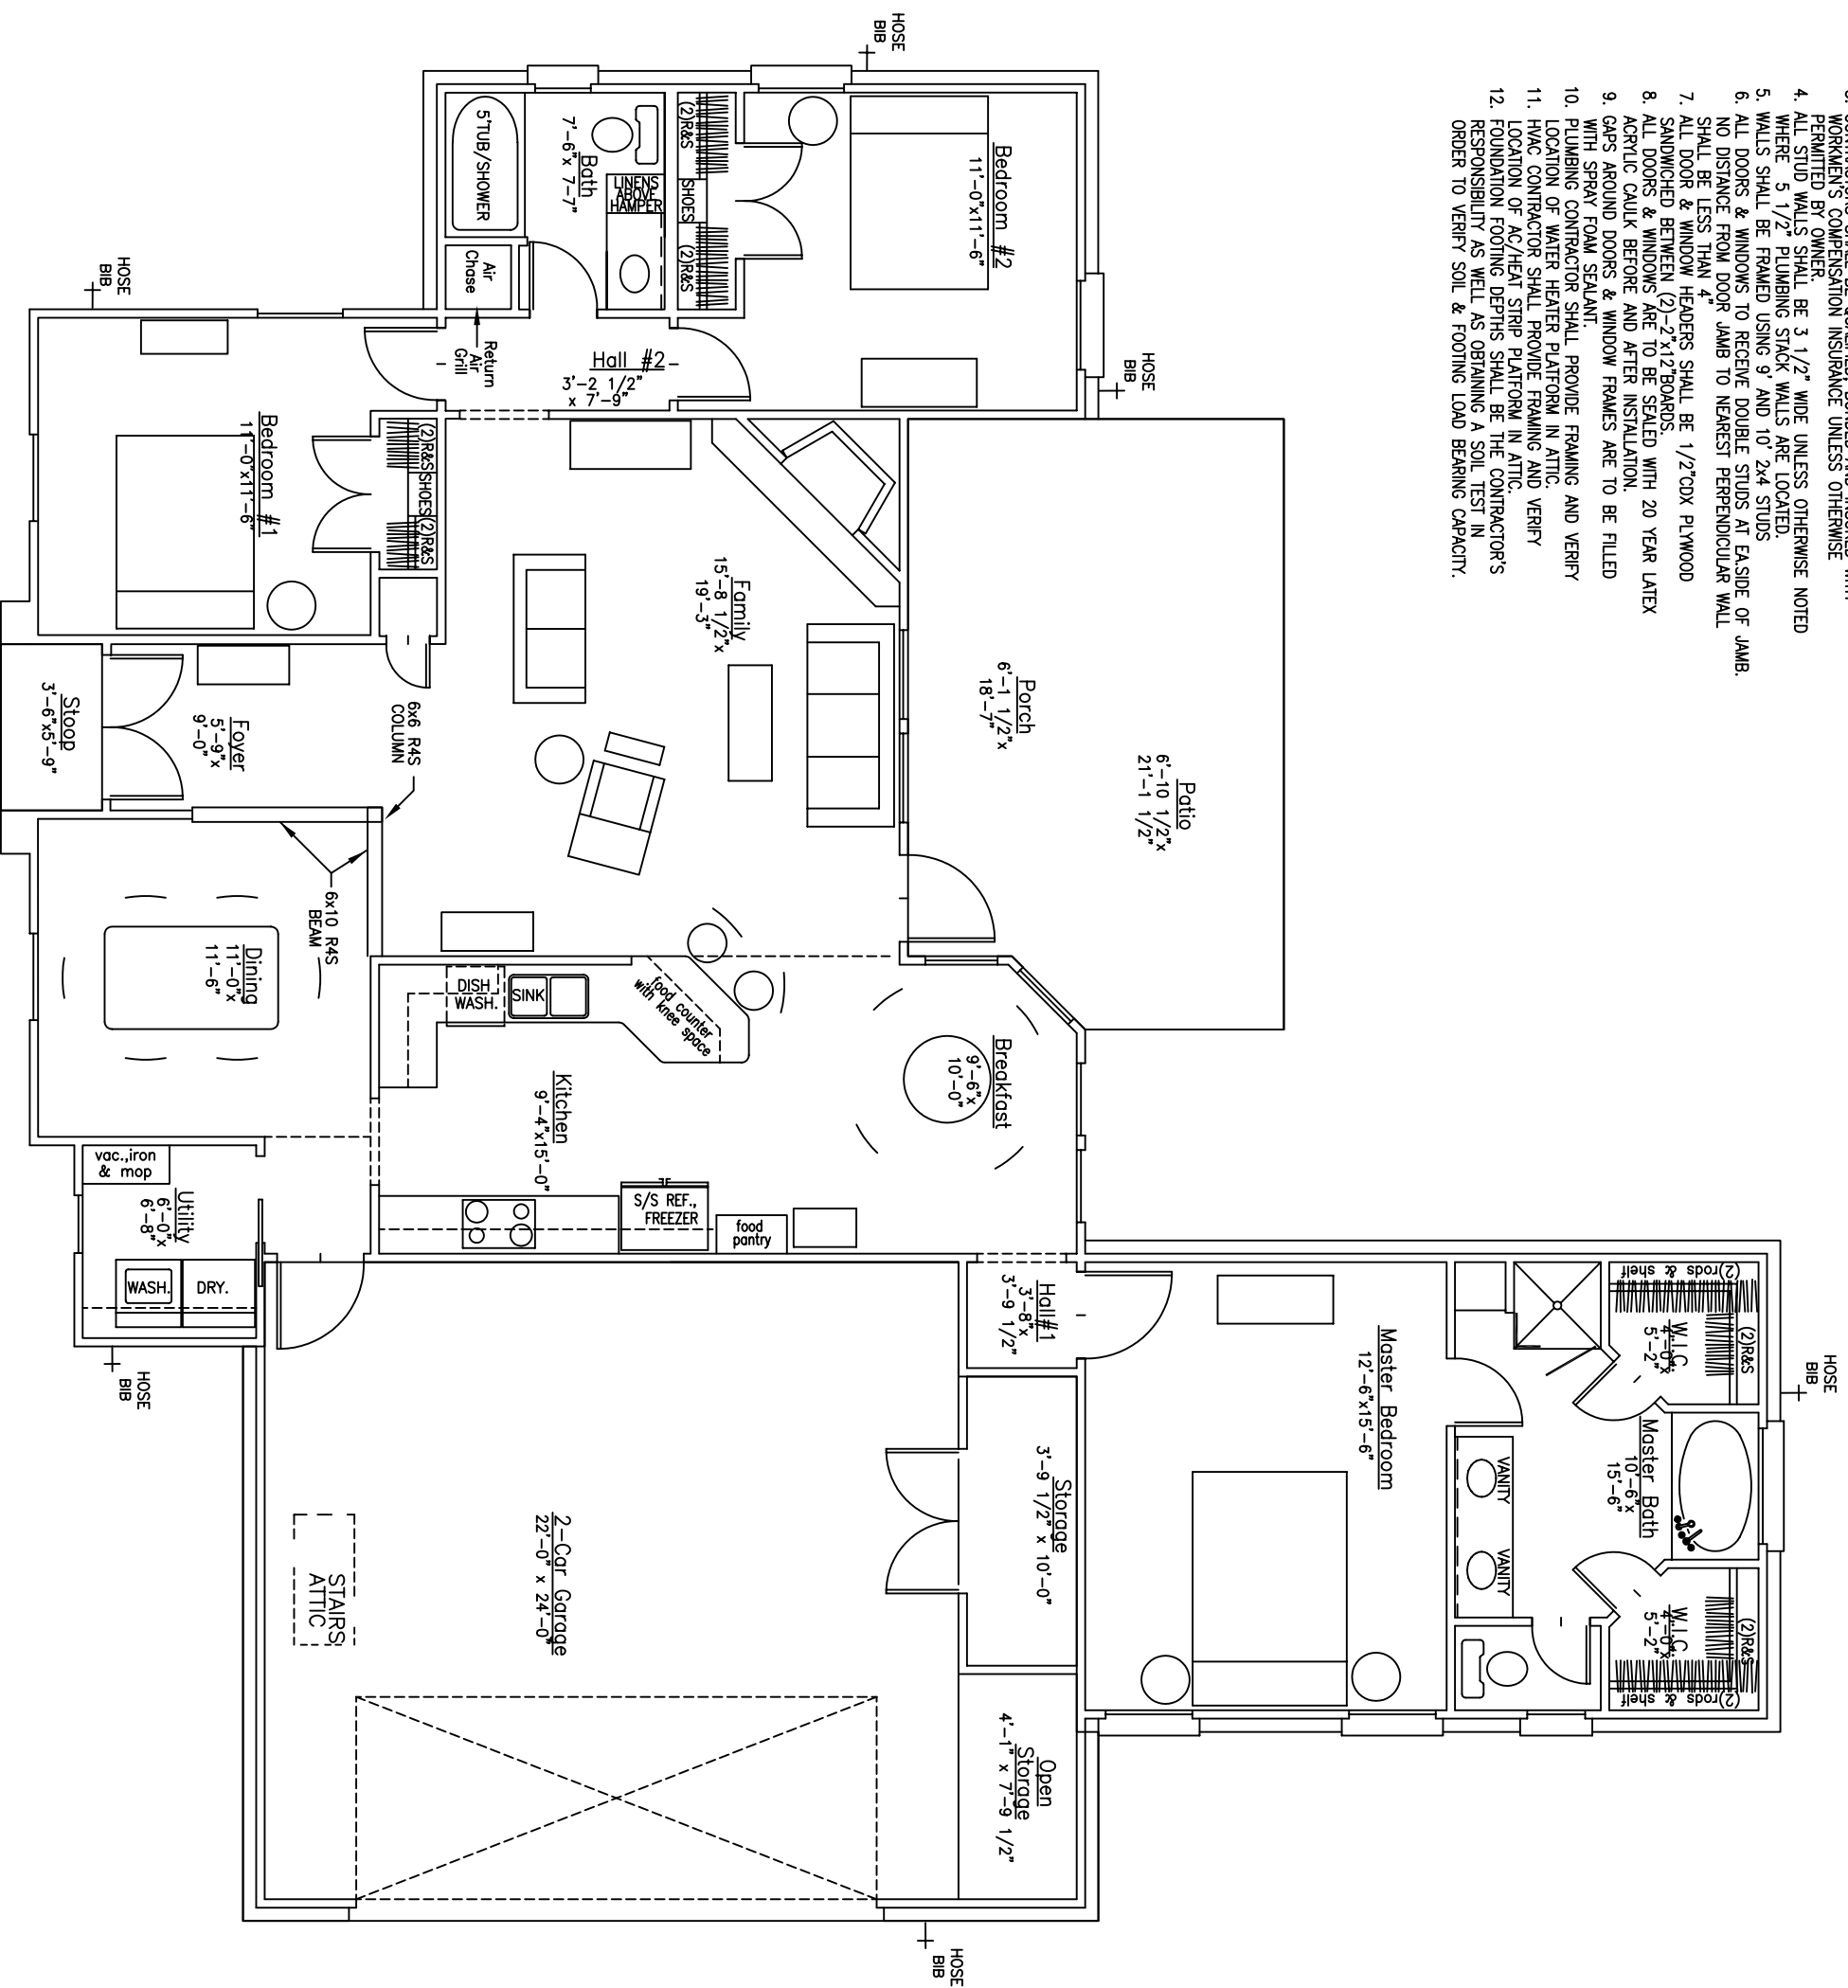 WORKMEN'S COMPENSATION INSURANCE UNLESS OTHERWISE
PERMITTED BY OWNER.
4. ALL STUD WALLS SHALL BE 3 1/2" WIDE UNLESS OTHERWISE NOTED
WHERE 5 1/2" PLUMBING STACK WALLS ARE LOCATED.
5. WALLS SHALL BE FRAMED USING 9' AND 10' 2x4 STUDS
6. ALL DOORS & WINDOWS TO RECEIVE DOUBLE STUDS AT EA.SIDE OF JAMB.
NO DISTANCE FROM DOOR JAMB TO NEAREST PERPENDICULAR WALL
SHALL BE LESS THAN 4"
7. ALL DOOR & WINDOW HEADERS SHALL BE 1/2"CDX PLYWOOD
SANDWICHED BETWEEN (2)-2"x12"BOARDS.
8. ALL DOORS & WINDOWS ARE TO BE SEALED WITH 20 YEAR LATEX
ACRYLIC CAULK BEFORE AND AFTER INSTALLATION.
9. GAPS AROUND DOORS & WINDOW FRAMES ARE TO BE FILLED
WITH SPRAY FOAM SEALANT.
10. PLUMBING CONTRACTOR SHALL PROVIDE FRAMING AND VERIFY
LOCATION OF WATER HEATER PLATFORM IN ATTIC.
11. HVAC CONTRACTOR SHALL PROVIDE FRAMING AND VERIFY
LOCATION OF AC/HEAT STRIP PLATFORM IN ATTIC.
12. FOUNDATION FOOTING DEPTHS SHALL BE THE CONTRACTOR'S
RESPONSIBILITY AS WELL AS OBTAINING A SOIL TEST IN
ORDER TO VERIFY SOIL & FOOTING LOAD BEARING CAPACITY.
HOSE
BIB
W.I.C.
4'-0"x
5'-2"
(2)rods & shelf
(2)R&S
Master Bath
10'-6"x
15'-6"
W.I.C.
4'-0"x
5'-2"
(2)R&S
(2)rods & shelf
VANITY
VANITY
Master Bedroom
12'-6"x15'-6"
Patio
6'-10 1/2"x
21'-1 1/2"
HOSE
BIB
Porch
6'-1 1/2"x
18'-7"
Bedroom #2
11'-0"x11'-6"
HOSE
BIB
(2)R&S
SHOES
(2)R&S
Breakfast
9'-6"x
10'-0"
Hall#1
3'-8"x
3'-9 1/2"
Storage
3'-9 1/2" x 10'-0"
Open
Storage
4'-1" x 7'-9 1/2"
HOSE
BIB
Family
15'-8 1/2"x
19'-3"
food counter
with knee space
food
pantry
S/S REF.,
FREEZER
LINENS
ABOVE
HAMPER
Bath
7'-6"x 7'-7"
Hall #2
3'-2 1/2"
x 7'-9"
Kitchen
9'-4"x15'-0"
2-Car Garage
22'-0" x 24'-0"
SINK
DISH
WASH.
5'TUB/SHOWER
Air
Chase
Return
Air
Grill
(2)R&S
SHOES
(2)R&S
6x6 R4S
COLUMN
6x10 R4S
BEAM
STAIRS
ATTIC
Bedroom #1
11'-0"x11'-6"
Foyer
5'-9"x
9'-0"
Dining
11'-0"x
11'-6"
Utility
6'-0"x
6'-8"
DRY.
WASH.
vac.,iron
& mop
HOSE
BIB
HOSE
BIB
Stoop
3'-6"x5'-9"